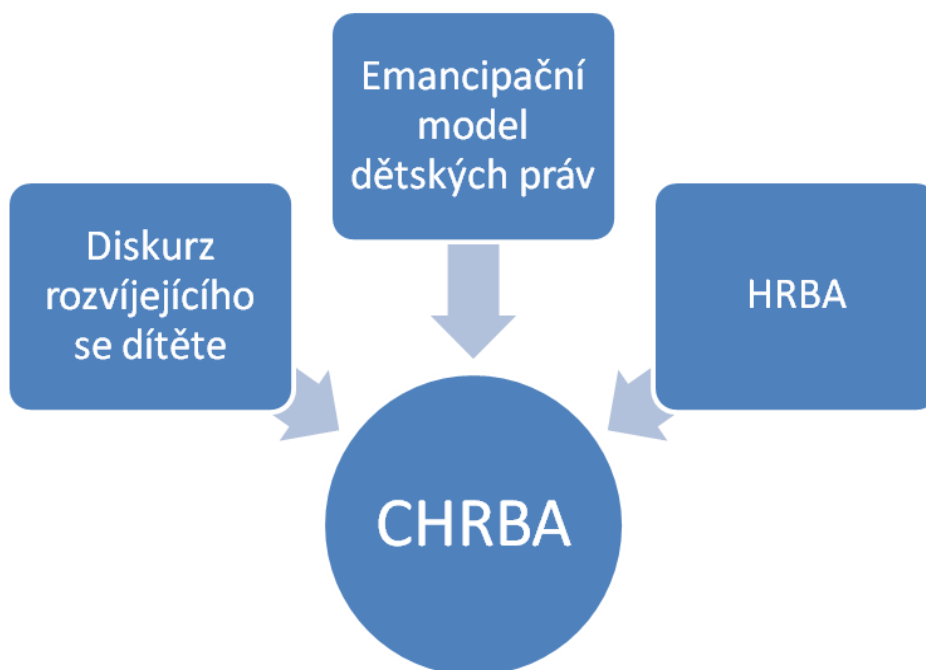 Emancipační
model
dětských práv
Diskurz
rozvíjejícího
se dítěte
HRBA
CHRBA